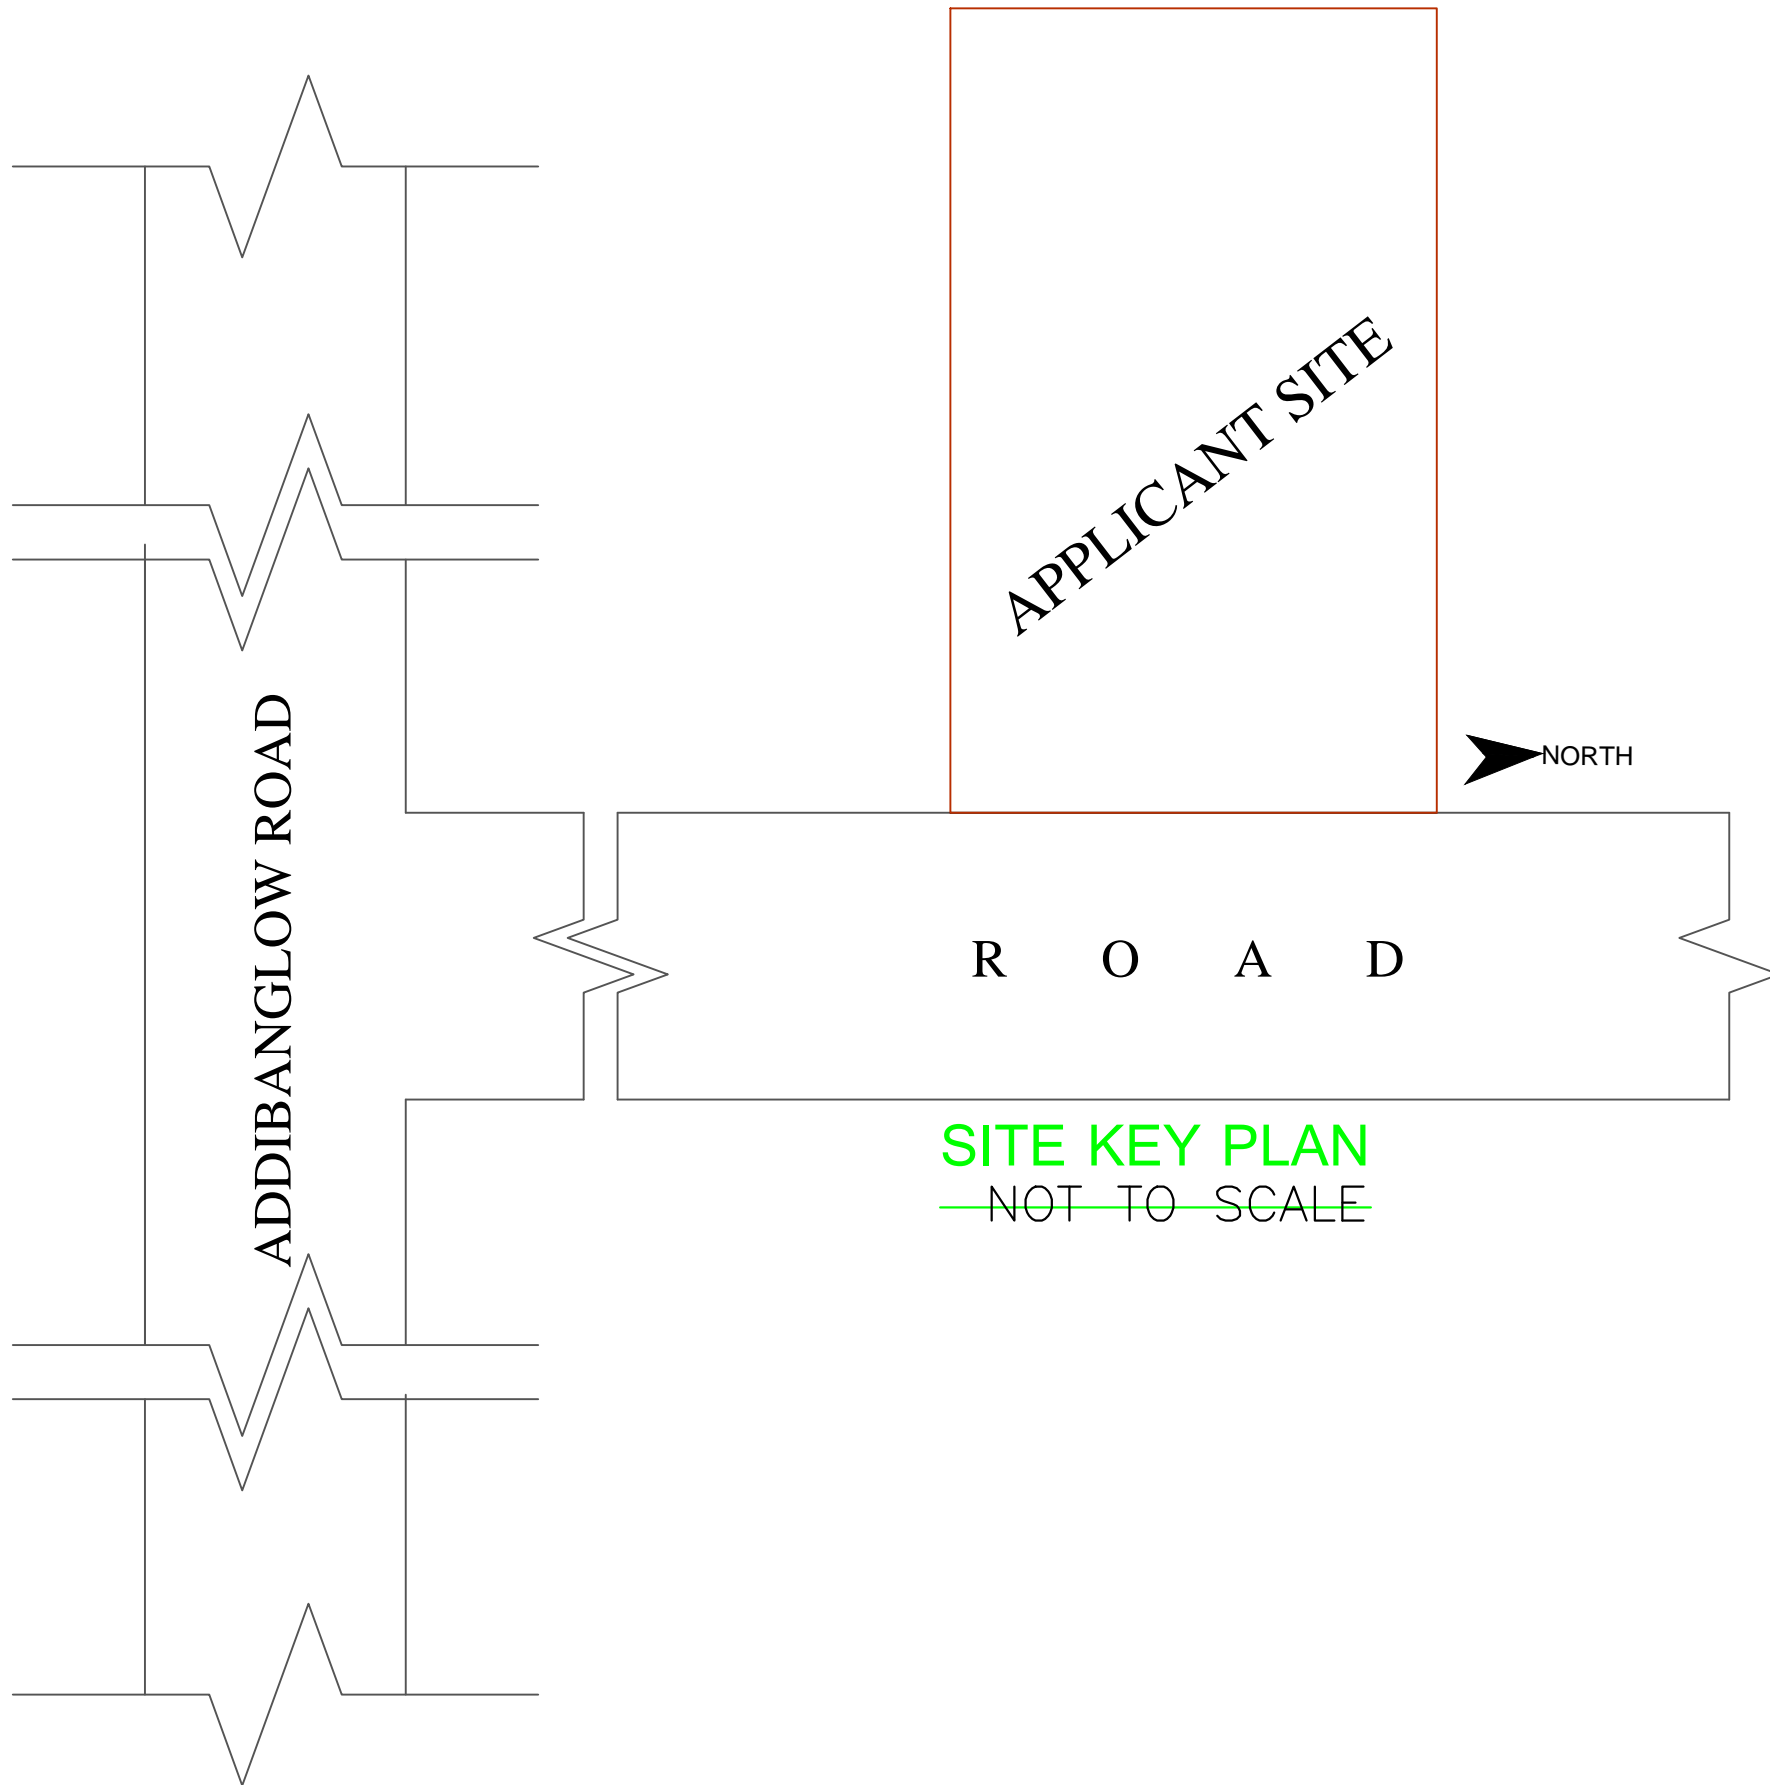 APPLICANT SITE
NORTH
ADDIBANGLOW ROAD
R O A D
SITE KEY PLAN
NOT TO SCALE